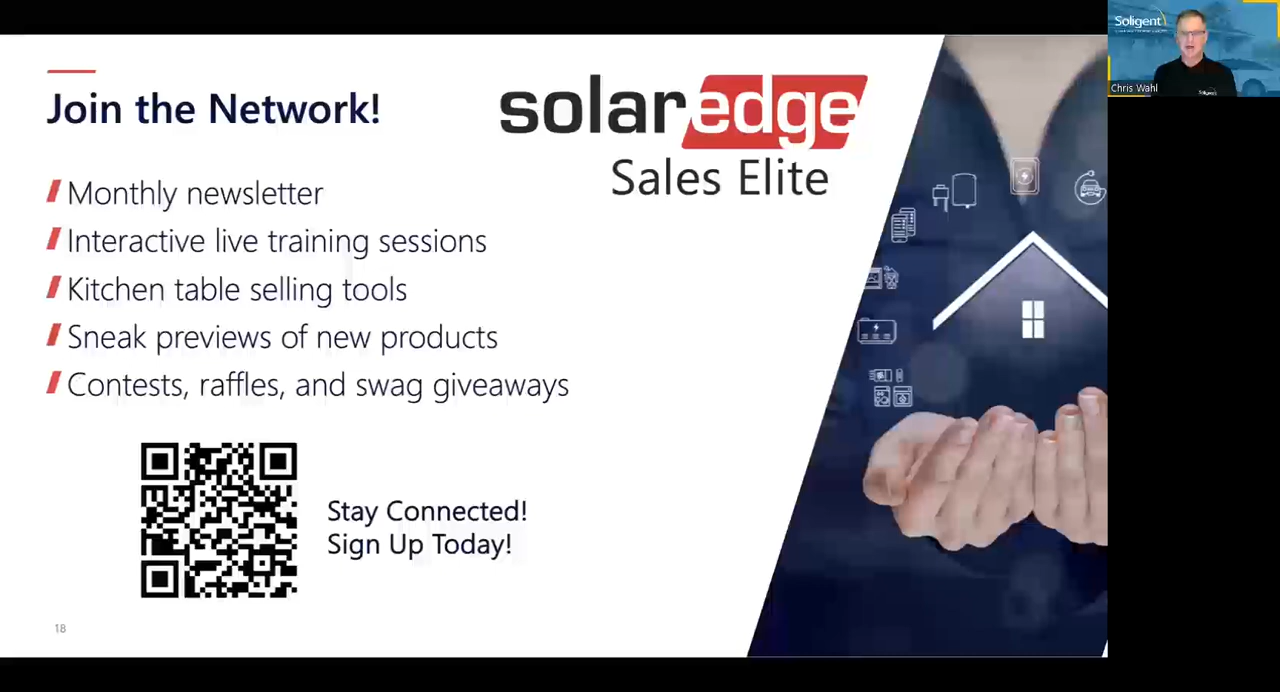 Join the Network!
solaredge
Sales Elite
Monthly newsletter
Interactive live training sessions
Kitchen table selling tools
Sneak previews of new products
Contests, raffles, and swag giveaways
Stay Connected!
Sign Up Today!
18
Soligent
Chris Wahl